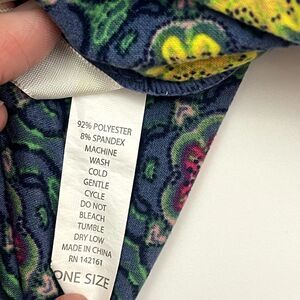 92% POLYESTER
8% SPANDEX
MACHINE
WASH
COLD
GENTLE
CYCLE
DO NOT
BLEACH
TUMBLE
DRY LOW
MADE IN CHINA
RN 142161
ONE SIZE